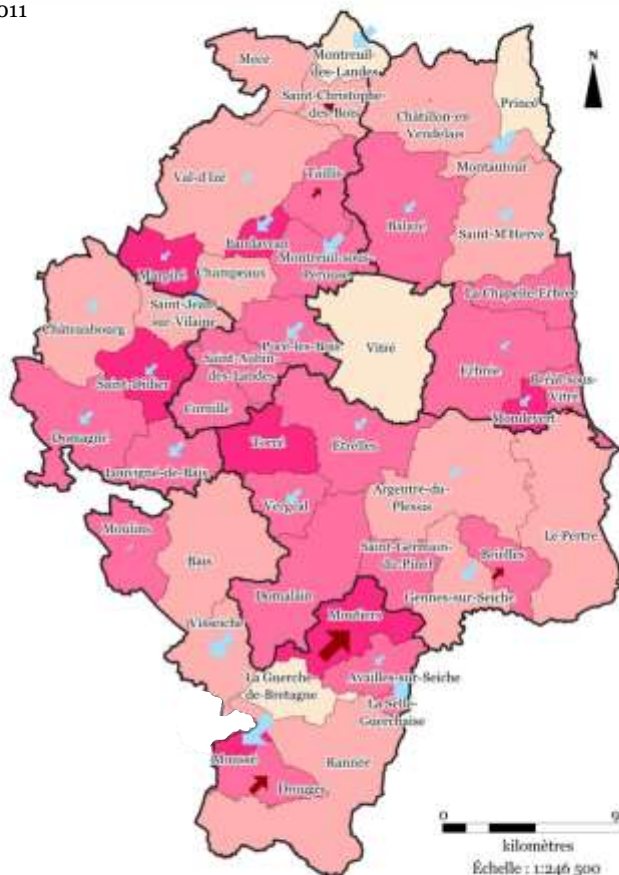 011
Montreuil-
des-Landes
Mecé
Saint-Christophe-
des-Bois
Princé
N
Châtillon-en-
Vendelais
Taillis
Montautour
Val-d'Izé
Landavran
Balazé
Saint-M'Hervé
Montreuil-sous-
Pérouse
Marpiré
Champeaux
La Chapelle-Erbrée
Saint-Jean-
sur-Vilaine
Châteaubourg
Pocé-les-Bois
Vitré
Erbrée
Saint-Aubin-
des-Landes
Saint-Didier
Bréal-sous-
Vitré
Cornillé
Mondevert
Domagné
Torcé
Etrelles
Louvigné-de-Bais
Argentré-du-
Plessis
Vergéal
Moulins
Le Pertre
Bais
Saint-Germain-
du-Pinel
Brielles
Domalain
Gennes-sur-Seiche
Moutiers
Visseiche
La Guerche-
de-Bretagne
Availles-sur-Seiche
La Selle-
Guerchaise
Moussé
Rannée
Drouges
0 9
kilomètres
Échelle : 1:246 500